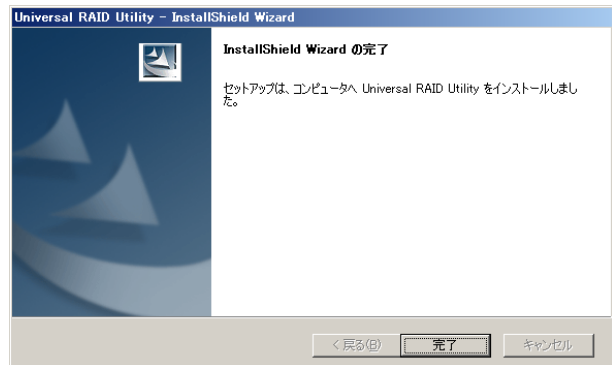 Universal RAID Utility - InstallShield Wizard
InstallShield Wizard の完了
セットアップは、コンピュータへ Universal RAID Utility をインストールしまし
た。
< 戻る(B)
完了
キャンセル